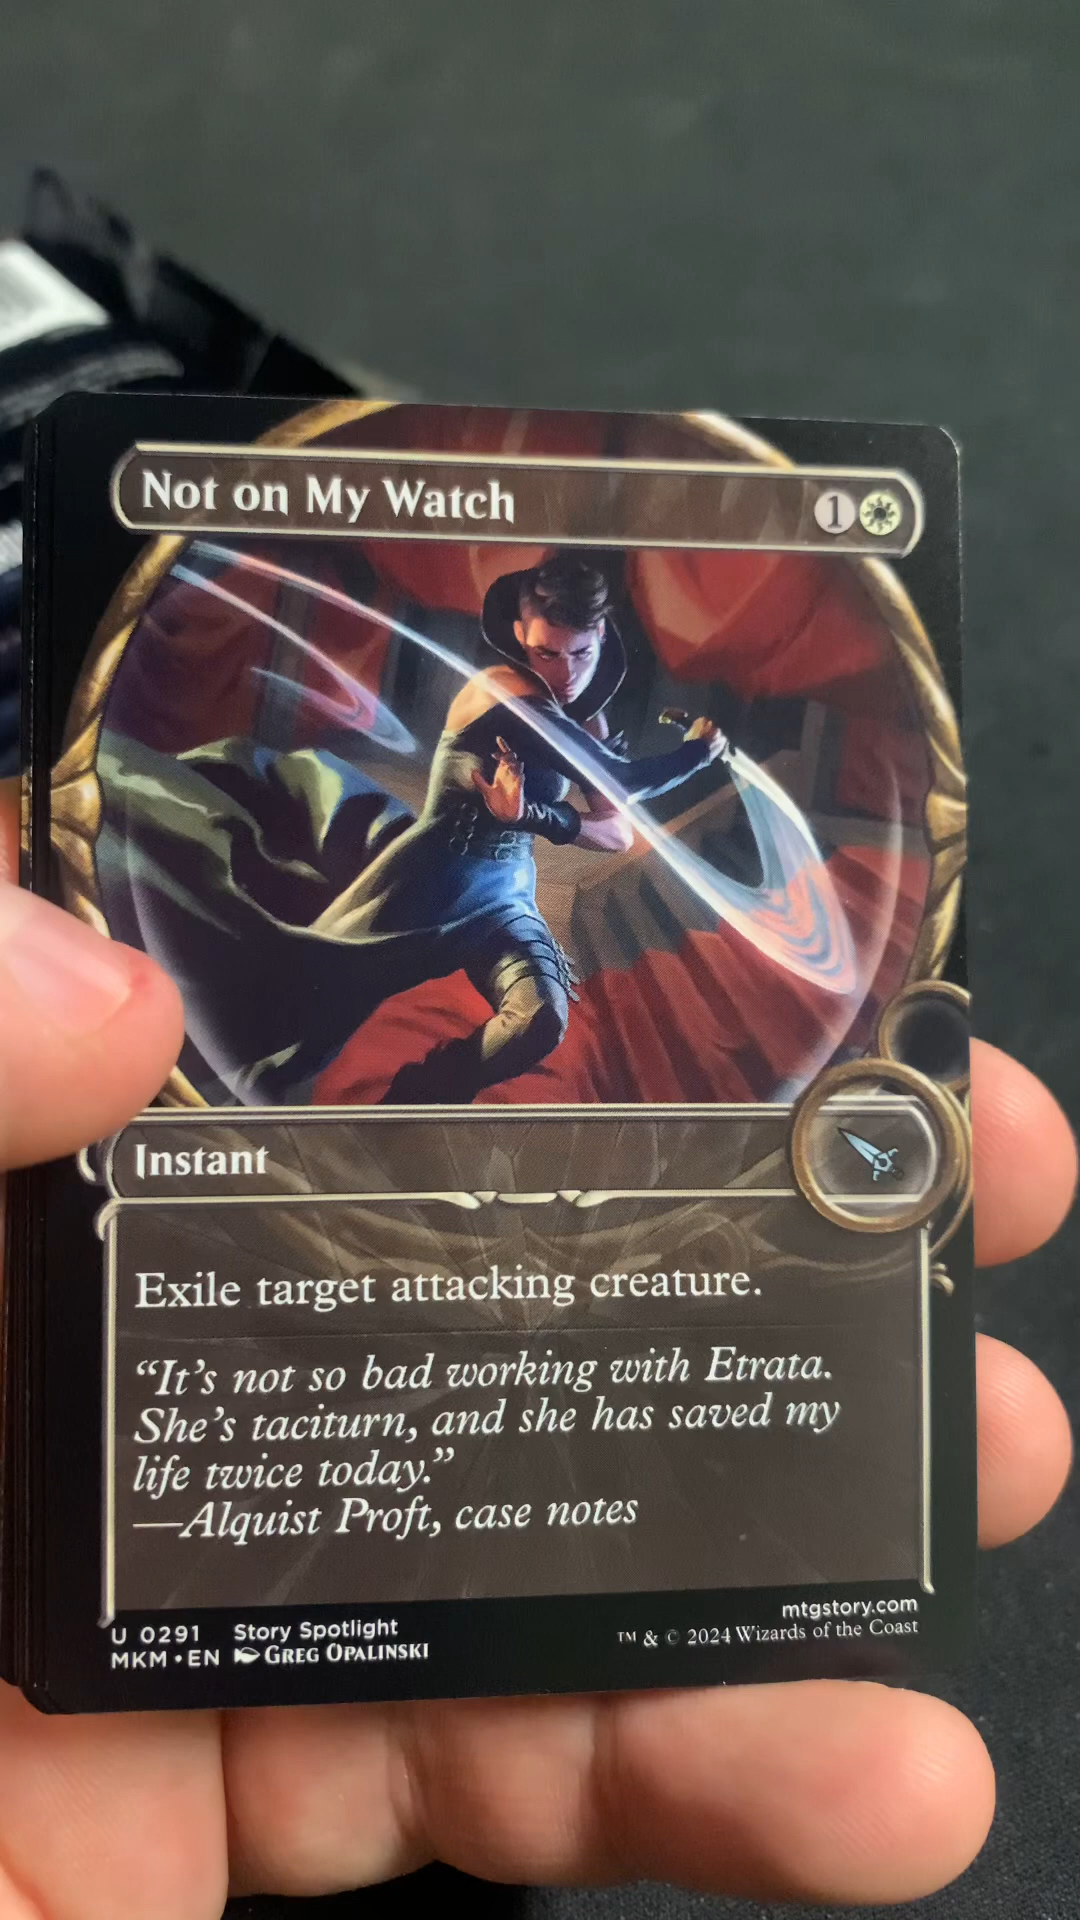 Not on My Watch
1
Instant
Exile target attacking creature.
“It’s not so bad working with Etrata.
She’s taciturn, and she has saved my
life twice today.”
—Alquist Proft, case notes
U 0291 Story Spotlight
mtgstory.com
MKM • EN GREG OPALINSKI
™ & © 2024 Wizards of the Coast